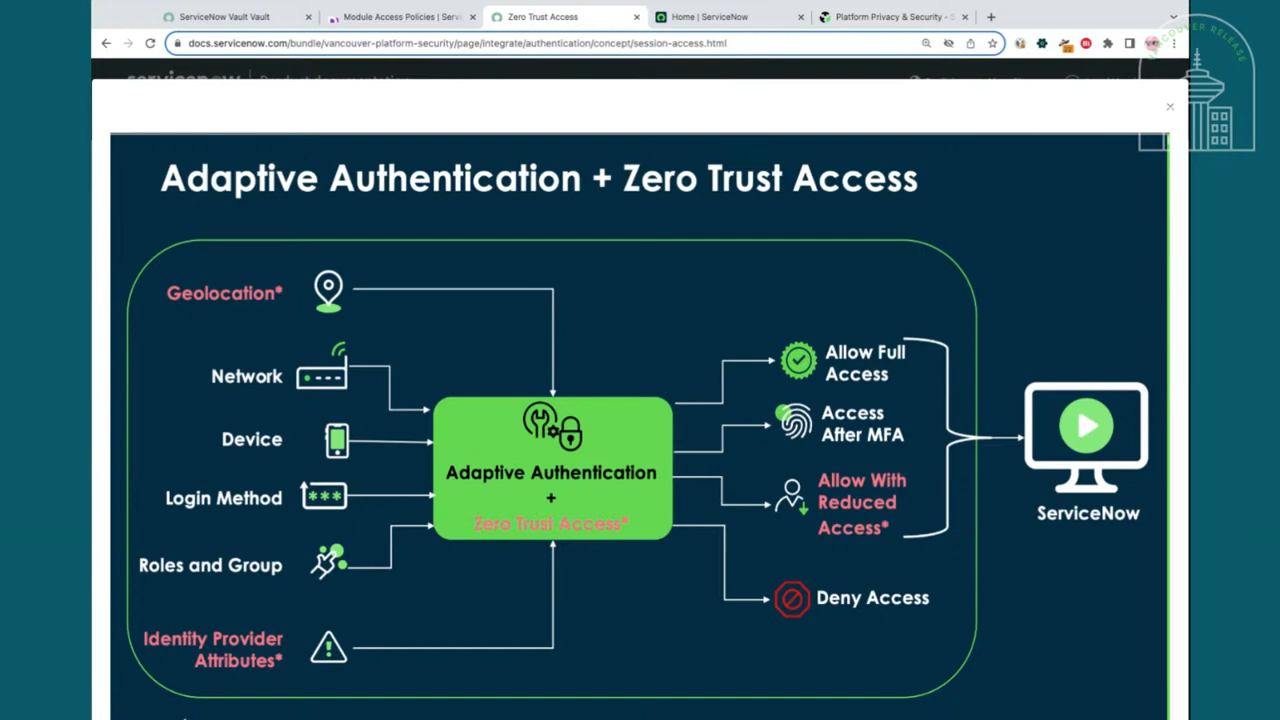 ServiceNow Vault Vault
Module Access Policies | Servi
Zero Trust Access
Home | ServiceNow
Platform Privacy & Security - S
docs.servicenow.com/bundle/vancouver-platform-security/page/integrate/authentication/concept/session-access.html
VANCOUVER RELEASE
Adaptive Authentication + Zero Trust Access
Geolocation*
Network
Device
Login Method
***
Roles and Group
Identity Provider
Attributes*
Adaptive Authentication
+
Zero Trust Access*
Allow Full
Access
Access
After MFA
Allow With
Reduced
Access*
Deny Access
ServiceNow